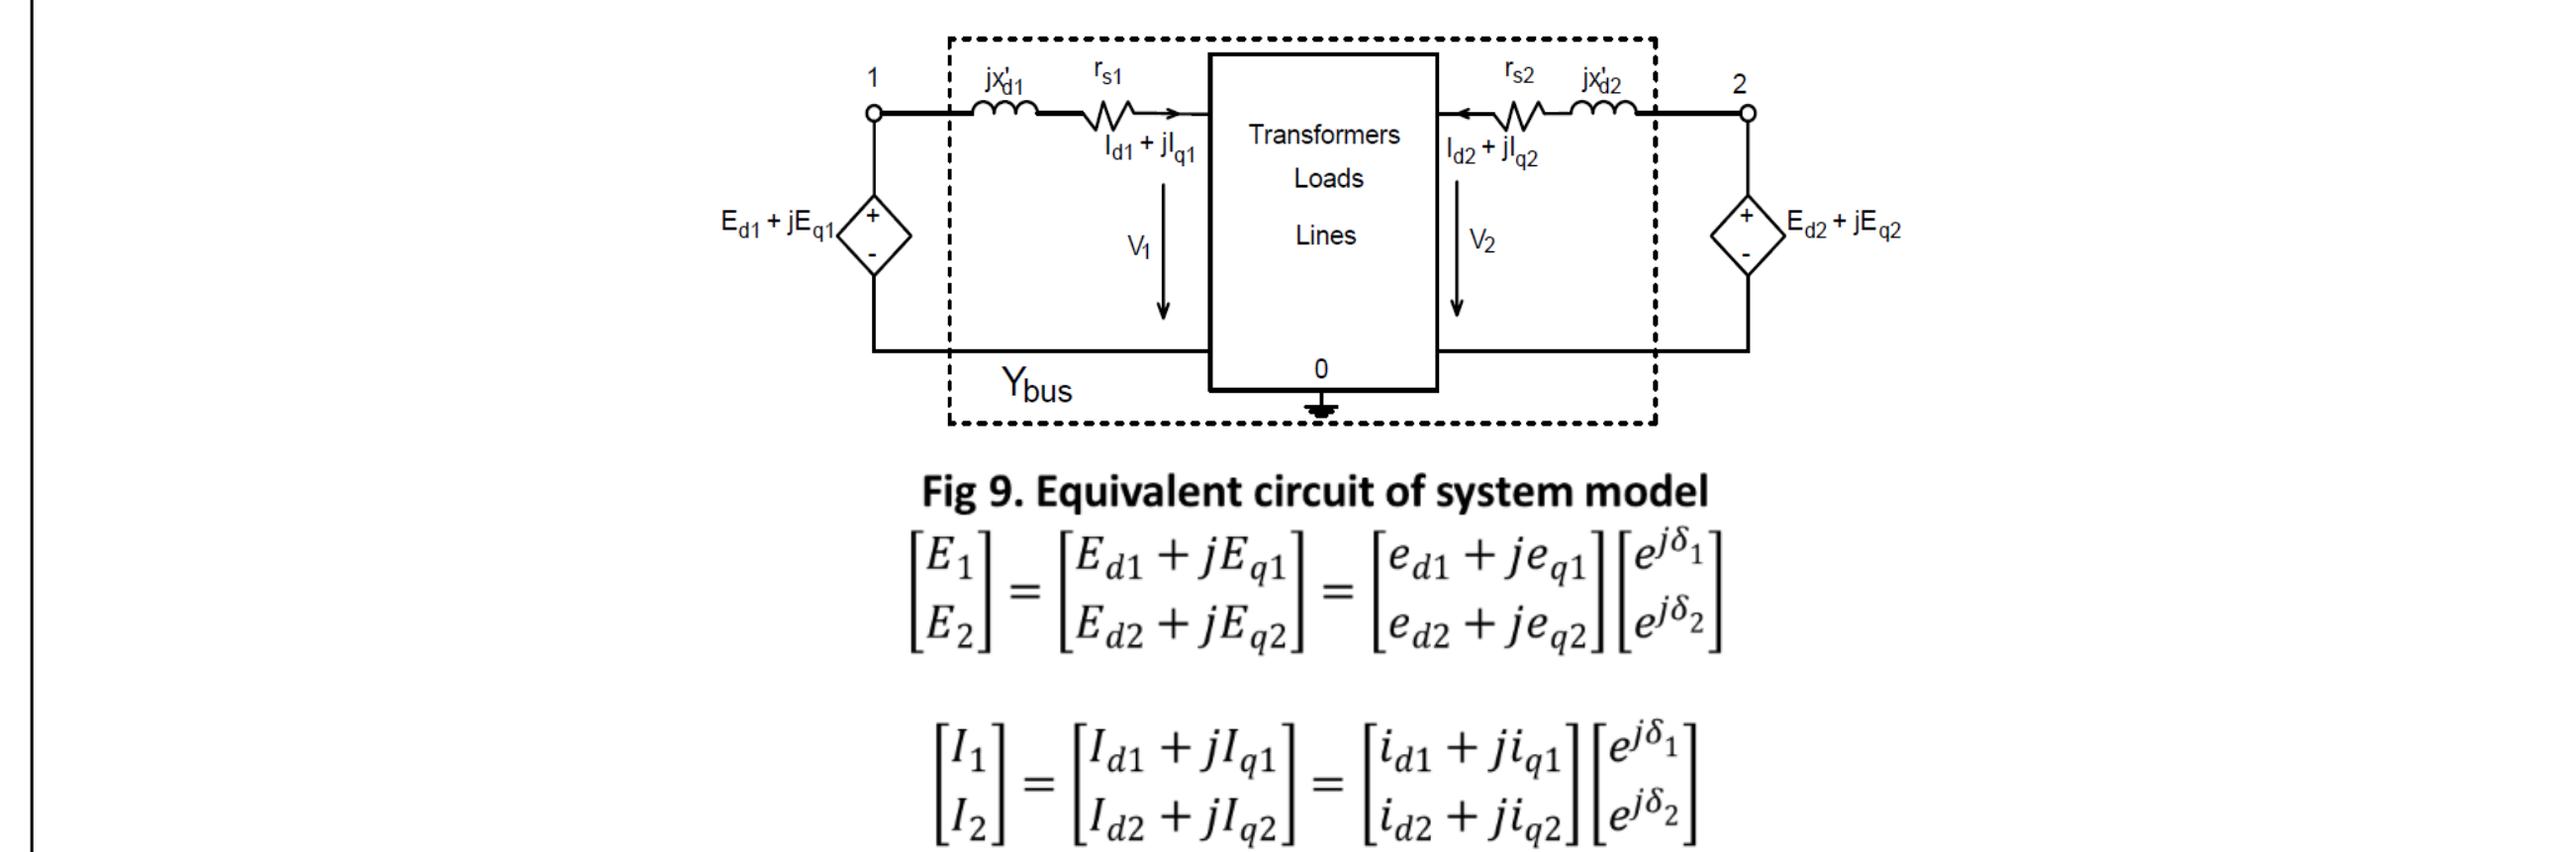 1
jx'd1
rs1
rs2
jx'd2
2
Id1 + jIq1
Transformers
Loads
Lines
Id2 + jIq2
Ed1 + jEq1
+
-
V1
V2
+
-
Ed2 + jEq2
Ybus
0
Fig 9. Equivalent circuit of system model
[E1 E2] = [Ed1 + jEq1 Ed2 + jEq2] = [ed1 + jeq1 ed2 + jeq2] [e^jδ1 e^jδ2]
[I1 I2] = [Id1 + jIq1 Id2 + jIq2] = [id1 + jiq1 id2 + jiq2] [e^jδ1 e^jδ2]